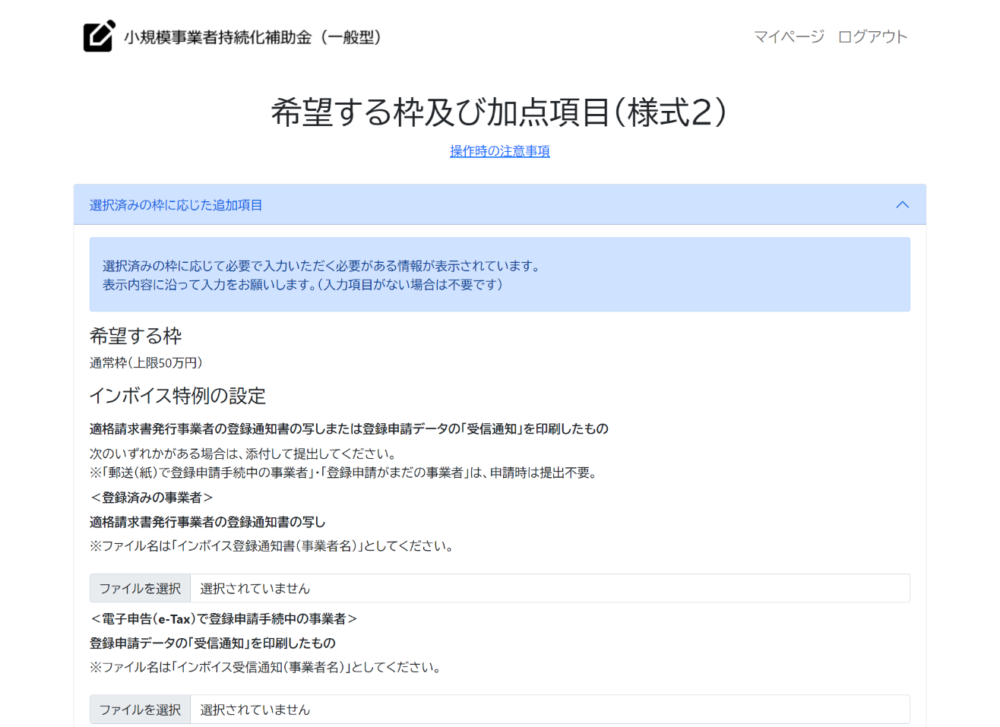 小規模事業者持続化補助金（一般型）
マイページ ログアウト
希望する枠及び加点項目（様式２）
操作時の注意事項
選択済みの枠に応じた追加項目
選択済みの枠に応じて必要で入力いただく必要がある情報が表示されています。
表示内容に沿って入力をお願いします。（入力項目がない場合は不要です）
希望する枠
通常枠（上限50万円）
インボイス特例の設定
適格請求書発行事業者の登録通知書の写しまたは登録申請データの「受信通知」を印刷したもの
次のいずれかがある場合は、添付して提出してください。
※「郵送（紙）で登録申請手続中の事業者」・「登録申請がまだの事業者」は、申請時は提出不要。
＜登録済みの事業者＞
適格請求書発行事業者の登録通知書の写し
※ファイル名は「インボイス登録通知書（事業者名）」としてください。
ファイルを選択 選択されていません
＜電子申告（e-Tax）で登録申請手続中の事業者＞
登録申請データの「受信通知」を印刷したもの
※ファイル名は「インボイス受信通知（事業者名）」としてください。
ファイルを選択 選択されていません